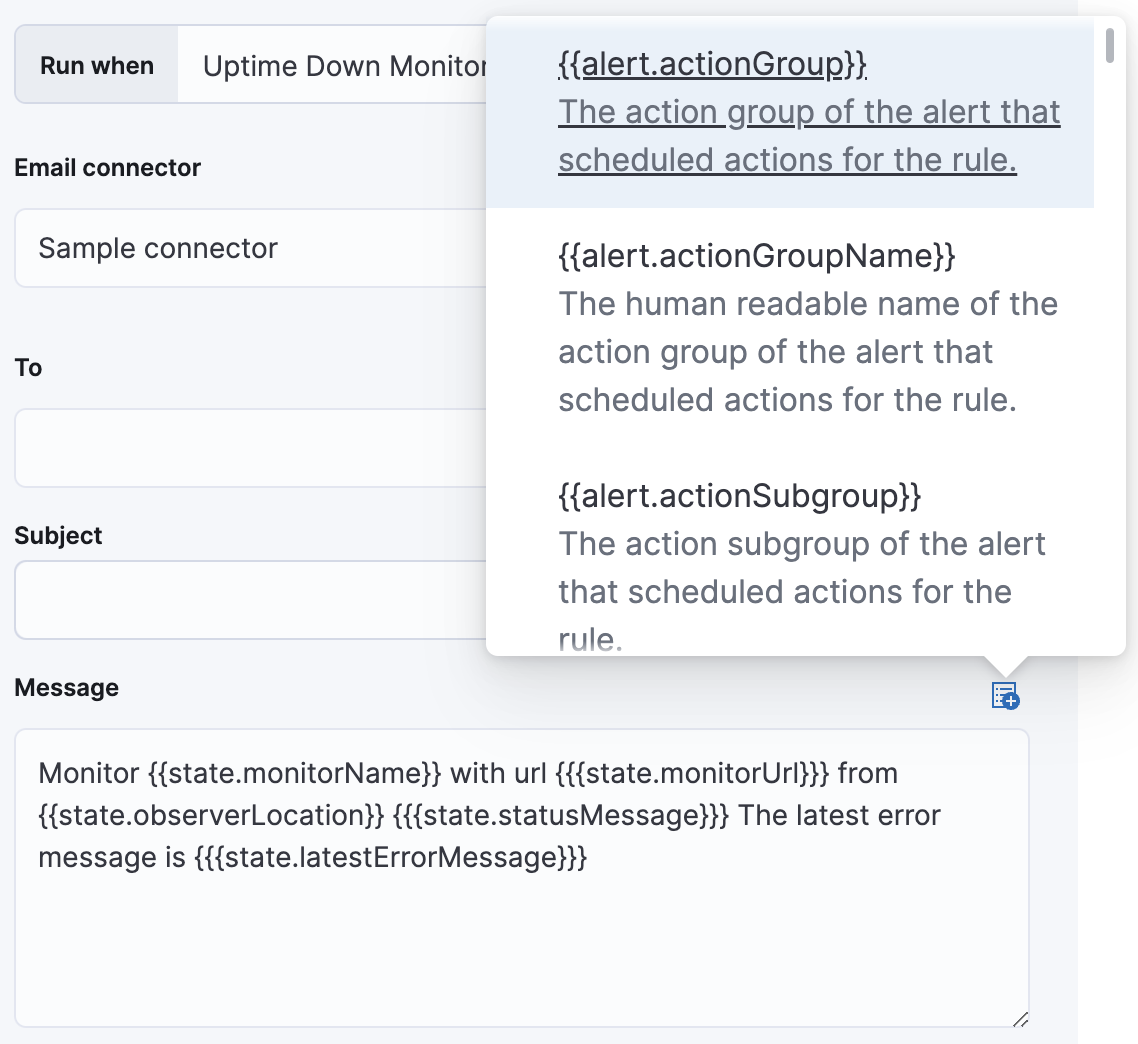 Run when
Uptime Down Monitor
Email connector
Sample connector
To
Subject
{{alert.actionGroup}}
The action group of the alert that
scheduled actions for the rule.
{{alert.actionGroupName}}
The human readable name of the
action group of the alert that
scheduled actions for the rule.
{{alert.actionSubgroup}}
The action subgroup of the alert
that scheduled actions for the
rule.
Message
Monitor {{state.monitorName}} with url {{{state.monitorUrl}}} from
{{state.observerLocation}} {{{state.statusMessage}}} The latest error
message is {{{state.latestErrorMessage}}}